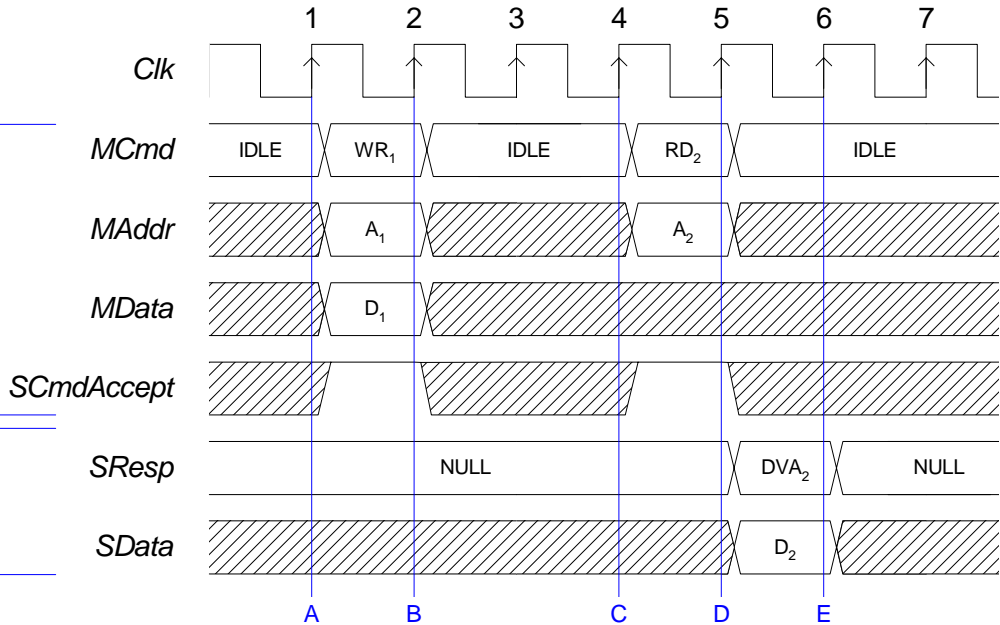 1 2 3 4 5 6 7
Clk
MCmd IDLE WR1 IDLE RD2 IDLE
MAddr A1 A2
MData D1
SCmdAccept
SResp NULL DVA2 NULL
SData D2
A B C D E